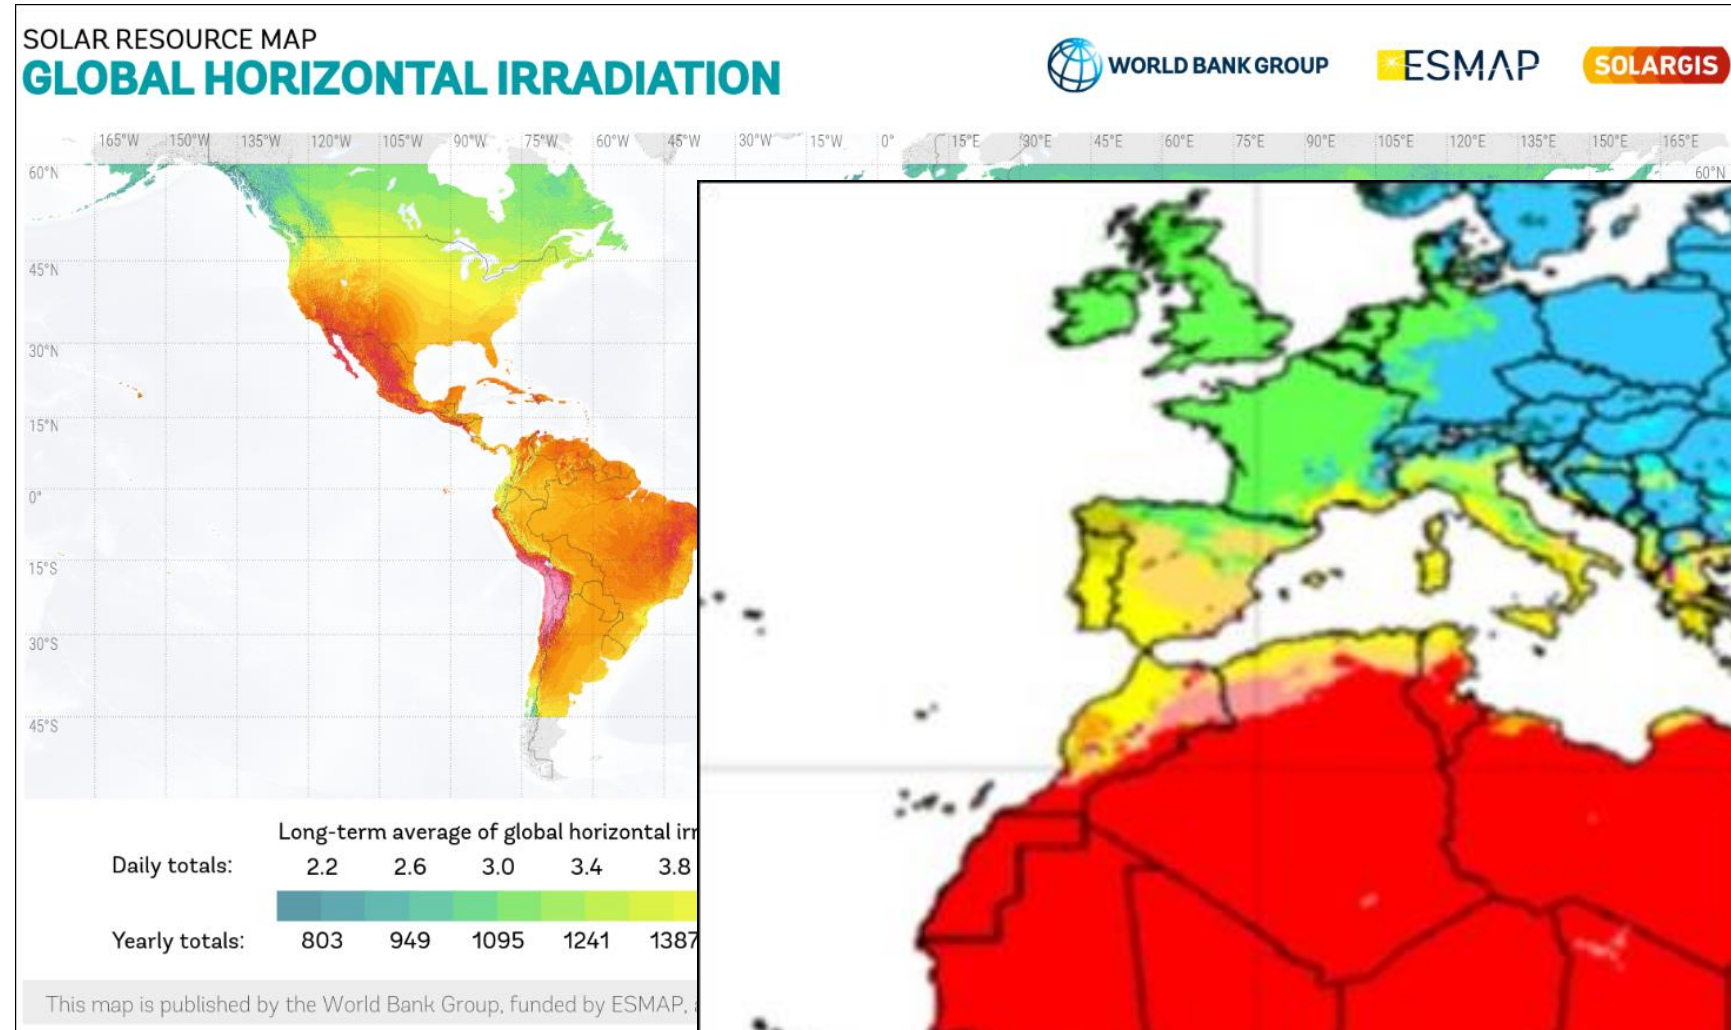 SOLAR RESOURCE MAP
GLOBAL HORIZONTAL IRRADIATION
WORLD BANK GROUP
ESMAP
SOLARGIS
165°W 150°W 135°W 120°W 105°W 90°W 75°W 60°W 45°W 30°W 15°W 0° 15°E 30°E 45°E 60°E 75°E 90°E 105°E 120°E 135°E 150°E 165°E
60°N 60°N
45°N
30°N
15°N
0°
15°S
30°S
45°S
Long-term average of global horizontal irr
Daily totals: 2.2 2.6 3.0 3.4 3.8
Yearly totals: 803 949 1095 1241 1387
This map is published by the World Bank Group, funded by ESMAP,